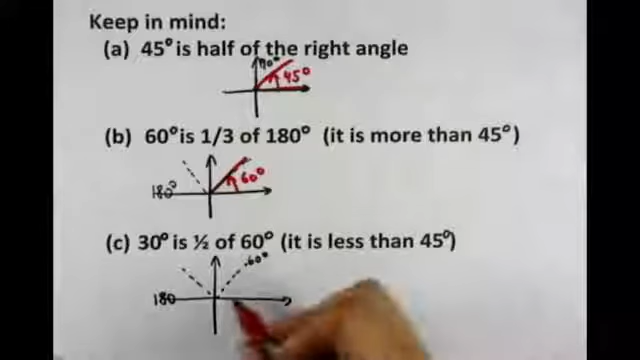 Keep in mind:
(a) 45° is half of the right angle
90°
45°
(b) 60° is 1/3 of 180° (it is more than 45°)
180°
60°
(c) 30° is ½ of 60° (it is less than 45°)
60°
180